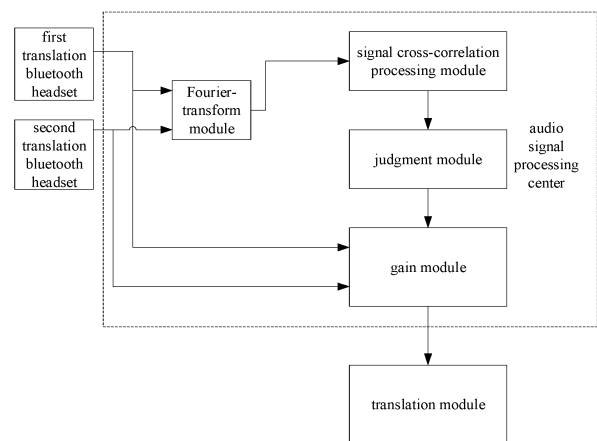 first
translation
bluetooth
headset
second
translation
bluetooth
headset
Fourier-
transform
module
signal cross-correlation
processing module
judgment module
audio
signal
processing
center
gain module
translation module